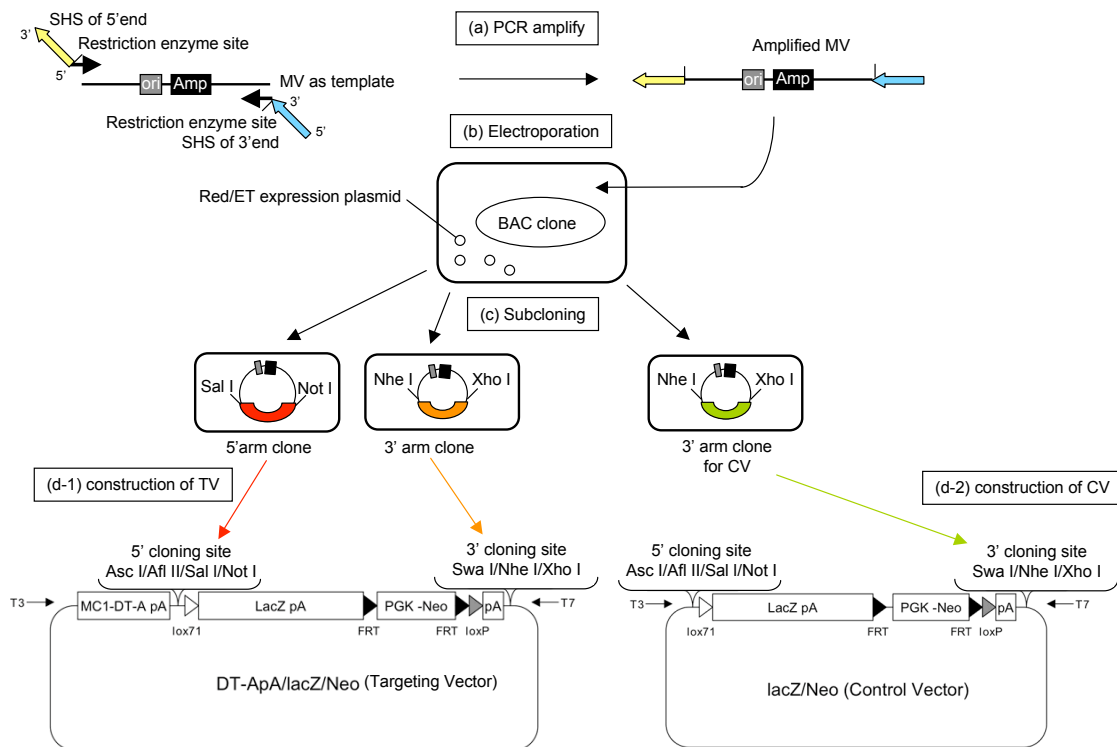 SHS of 5'end
3'
Restriction enzyme site
5'
ori
Amp
MV as template
3'
Restriction enzyme site
5'
SHS of 3'end
(a) PCR amplify
Amplified MV
ori
Amp
(b) Electroporation
Red/ET expression plasmid
BAC clone
(c) Subcloning
Sal I
Not I
Nhe I
Xho I
Nhe I
Xho I
5'arm clone
3' arm clone
3' arm clone
for CV
(d-1) construction of TV
(d-2) construction of CV
5' cloning site
Asc I/Afl II/Sal I/Not I
3' cloning site
Swa I/Nhe I/Xho I
5' cloning site
Asc I/Afl II/Sal I/Not I
3' cloning site
Swa I/Nhe I/Xho I
T3
MC1-DT-A pA
LacZ pA
PGK -Neo
pA
T7
lox71
FRT
FRT
loxP
DT-ApA/lacZ/Neo (Targeting Vector)
T3
LacZ pA
PGK -Neo
pA
T7
lox71
FRT
FRT
loxP
lacZ/Neo (Control Vector)